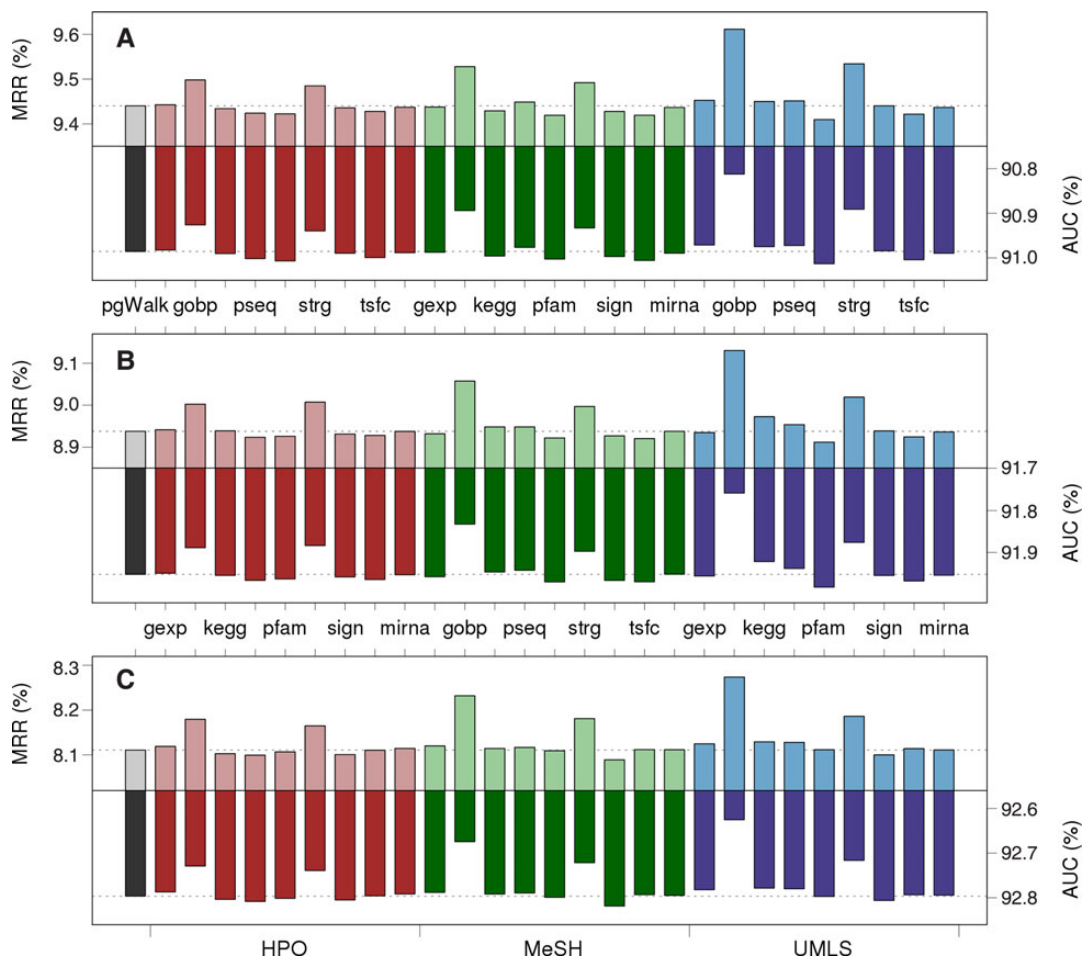 A
MRR (%)
9.6
9.5
9.4
90.8
90.9
91.0
AUC (%)
pgWalk gobp pseq strg tsfc gexp kegg pfam sign mirna gobp pseq strg tsfc
B
MRR (%)
9.1
9.0
8.9
91.7
91.8
91.9
AUC (%)
gexp kegg pfam sign mirna gobp pseq strg tsfc gexp kegg pfam sign mirna
C
MRR (%)
8.3
8.2
8.1
92.6
92.7
92.8
AUC (%)
HPO MeSH UMLS